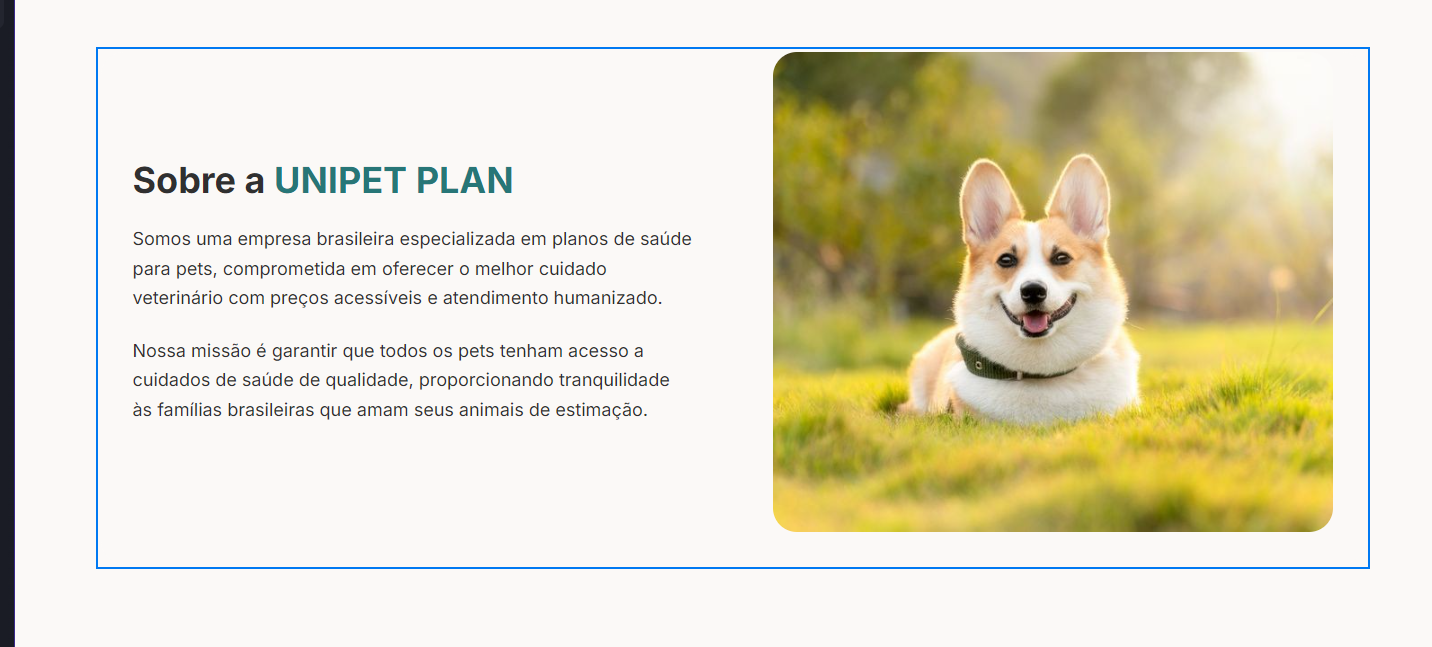 Sobre a UNIPET PLAN
Somos uma empresa brasileira especializada em planos de saúde
para pets, comprometida em oferecer o melhor cuidado
veterinário com preços acessíveis e atendimento humanizado.
Nossa missão é garantir que todos os pets tenham acesso a
cuidados de saúde de qualidade, proporcionando tranquilidade
às famílias brasileiras que amam seus animais de estimação.